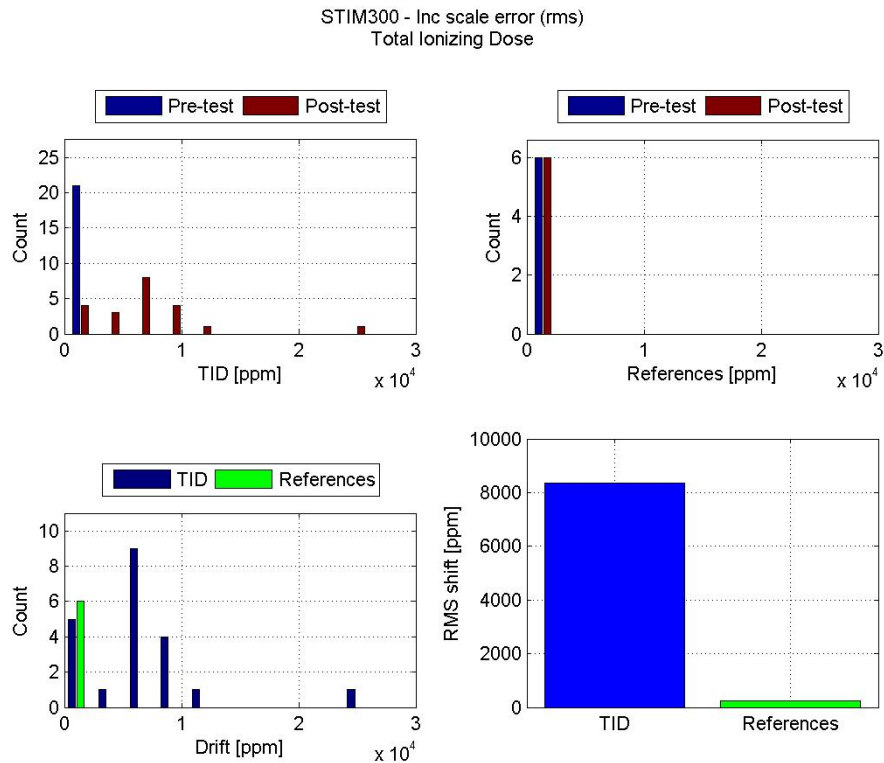 STIM300 - Inc scale error (rms)
Total Ionizing Dose
Pre-test Post-test
25
20
15
10
5
0
Count
0 1 2 3
TID [ppm]
x 10^4
Pre-test Post-test
6
4
2
0
Count
0 1 2 3
References [ppm]
x 10^4
TID References
10
8
6
4
2
0
Count
0 1 2 3
Drift [ppm]
x 10^4
10000
8000
6000
4000
2000
0
RMS shift [ppm]
TID References